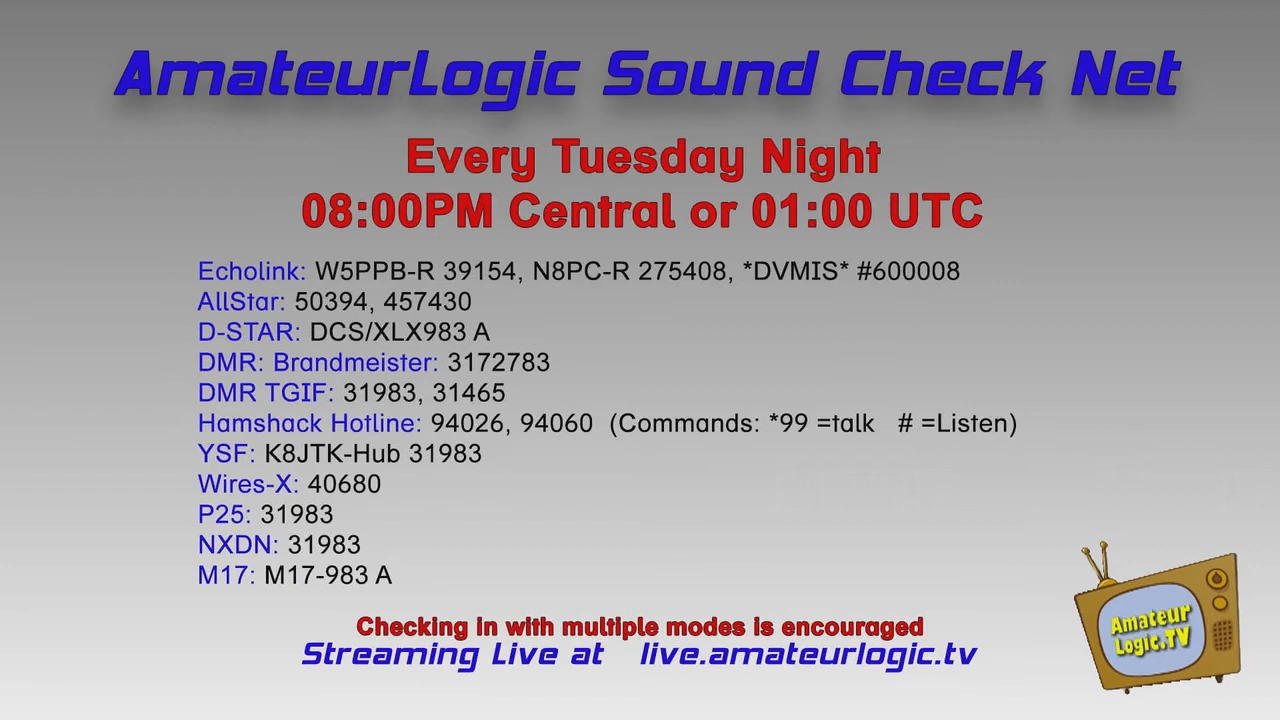 AmateurLogic Sound Check Net
Every Tuesday Night
08:00PM Central or 01:00 UTC
Echolink: W5PPB-R 39154, N8PC-R 275408, *DVMIS* #600008
AllStar: 50394, 457430
D-STAR: DCS/XLX983 A
DMR: Brandmeister: 3172783
DMR TGIF: 31983, 31465
Hamshack Hotline: 94026, 94060 (Commands: *99 =talk # =Listen)
YSF: K8JTK-Hub 31983
Wires-X: 40680
P25: 31983
NXDN: 31983
M17: M17-983 A
Checking in with multiple modes is encouraged
Streaming Live at live.amateurlogic.tv
Amateur
Logic.TV